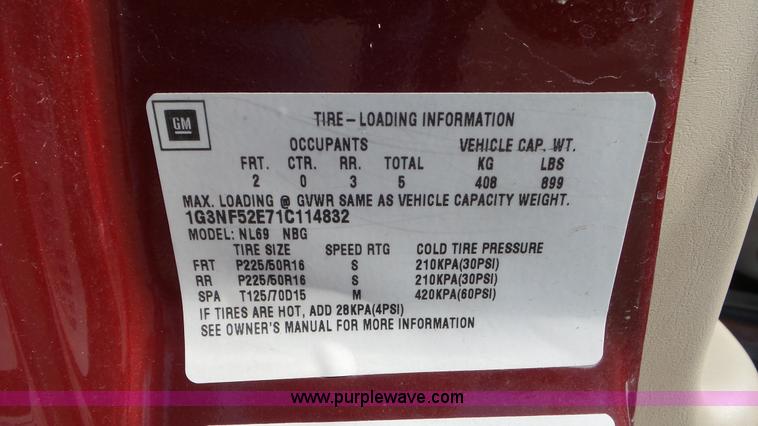 GM
TIRE-LOADING INFORMATION
OCCUPANTS VEHICLE CAP. WT.
FRT. CTR. RR. TOTAL KG LBS
2 0 3 5 408 899
MAX. LOADING @ GVWR SAME AS VEHICLE CAPACITY WEIGHT.
1G3NF52E71C114832
MODEL: NL69 NBG
TIRE SIZE SPEED RTG COLD TIRE PRESSURE
FRT P225/50R16 S 210KPA(30PSI)
RR P225/50R16 S 210KPA(30PSI)
SPA T125/70D15 M 420KPA(60PSI)
IF TIRES ARE HOT, ADD 28KPA(4PSI)
SEE OWNER'S MANUAL FOR MORE INFORMATION
www.purplewave.com